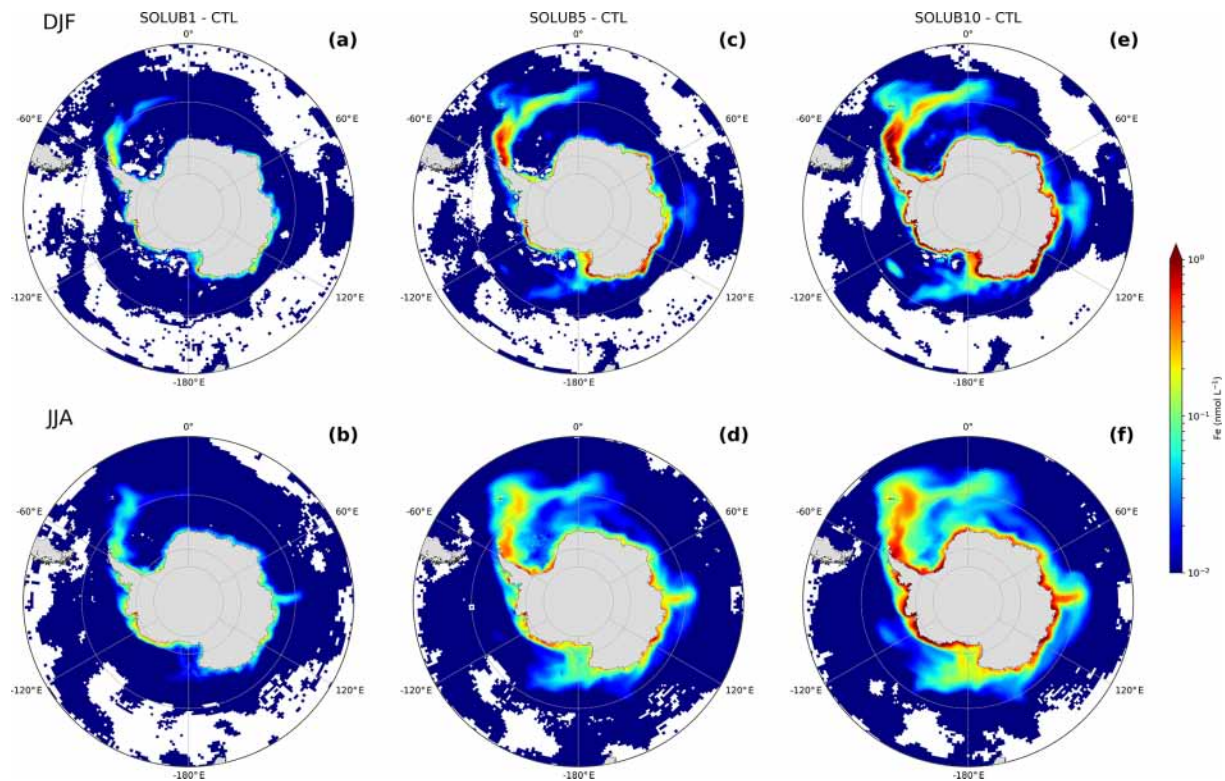 DJF
SOLUB1 - CTL
SOLUB5 - CTL
SOLUB10 - CTL
0°
(a)
0°
(c)
0°
(e)
-60°E
60°E
-60°E
60°E
-60°E
60°E
-120°E
120°E
-120°E
120°E
-120°E
120°E
-180°E
-180°E
-180°E
10⁰
10⁻¹
10⁻²
Fe (nmol L⁻¹)
JJA
0°
(b)
0°
(d)
0°
(f)
-60°E
60°E
-60°E
60°E
-60°E
60°E
-120°E
120°E
-120°E
120°E
-120°E
120°E
-180°E
-180°E
-180°E